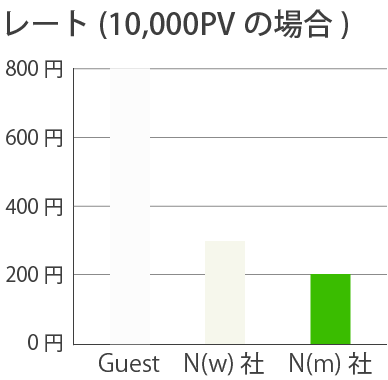 レート (10,000PV の場合 )
800 円
600 円
400 円
200 円
0 円
Guest N(w) 社 N(m) 社